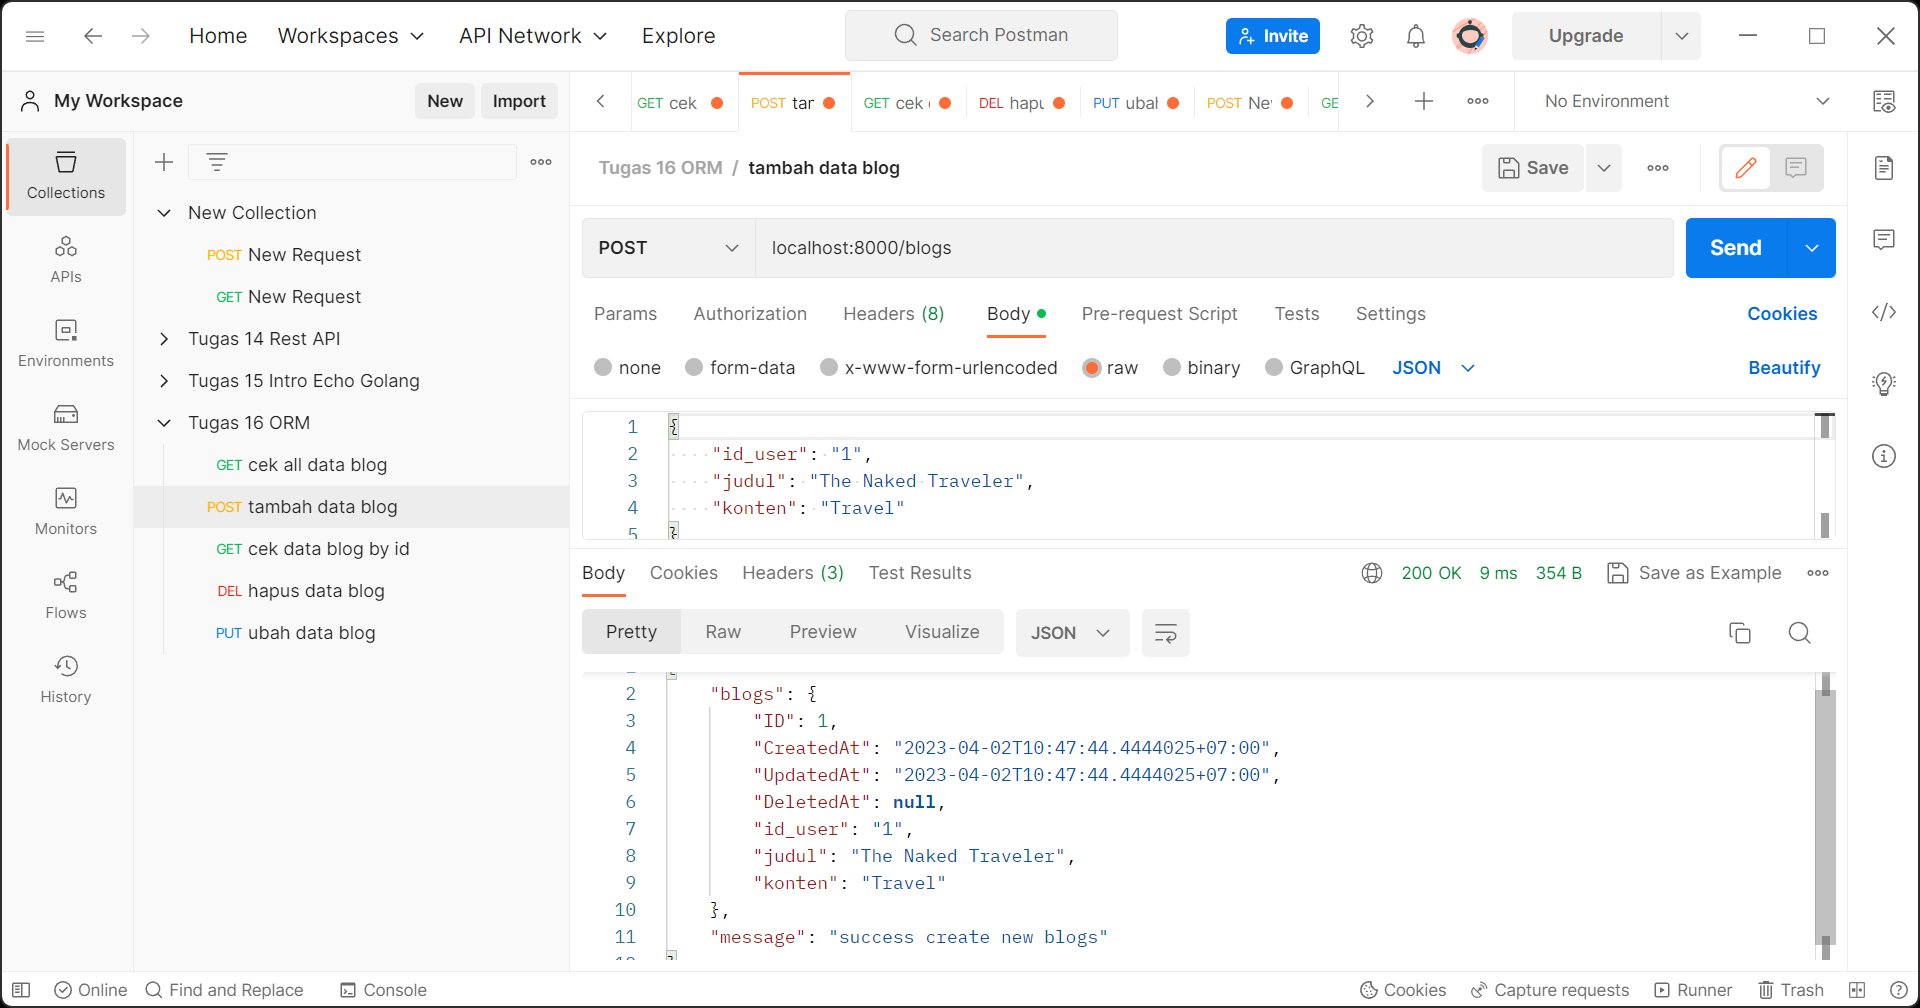 Home Workspaces API Network Explore Search Postman Invite Upgrade
My Workspace New Import
GET cek POST tar GET cek DEL hapu PUT ubal POST Ne GE No Environment
Collections
APIs
Environments
Mock Servers
Monitors
Flows
History
New Collection
POST New Request
GET New Request
Tugas 14 Rest API
Tugas 15 Intro Echo Golang
Tugas 16 ORM
GET cek all data blog
POST tambah data blog
GET cek data blog by id
DEL hapus data blog
PUT ubah data blog
Tugas 16 ORM / tambah data blog Save
POST localhost:8000/blogs Send
Params Authorization Headers (8) Body Pre-request Script Tests Settings Cookies
none form-data x-www-form-urlencoded raw binary GraphQL JSON Beautify
1 {
2 "id_user": "1",
3 "judul": "The Naked Traveler",
4 "konten": "Travel"
5 }
Body Cookies Headers (3) Test Results 200 OK 9 ms 354 B Save as Example
Pretty Raw Preview Visualize JSON
2 "blogs": {
3 "ID": 1,
4 "CreatedAt": "2023-04-02T10:47:44.4444025+07:00",
5 "UpdatedAt": "2023-04-02T10:47:44.4444025+07:00",
6 "DeletedAt": null,
7 "id_user": "1",
8 "judul": "The Naked Traveler",
9 "konten": "Travel"
10 },
11 "message": "success create new blogs"
Online Find and Replace Console Cookies Capture requests Runner Trash